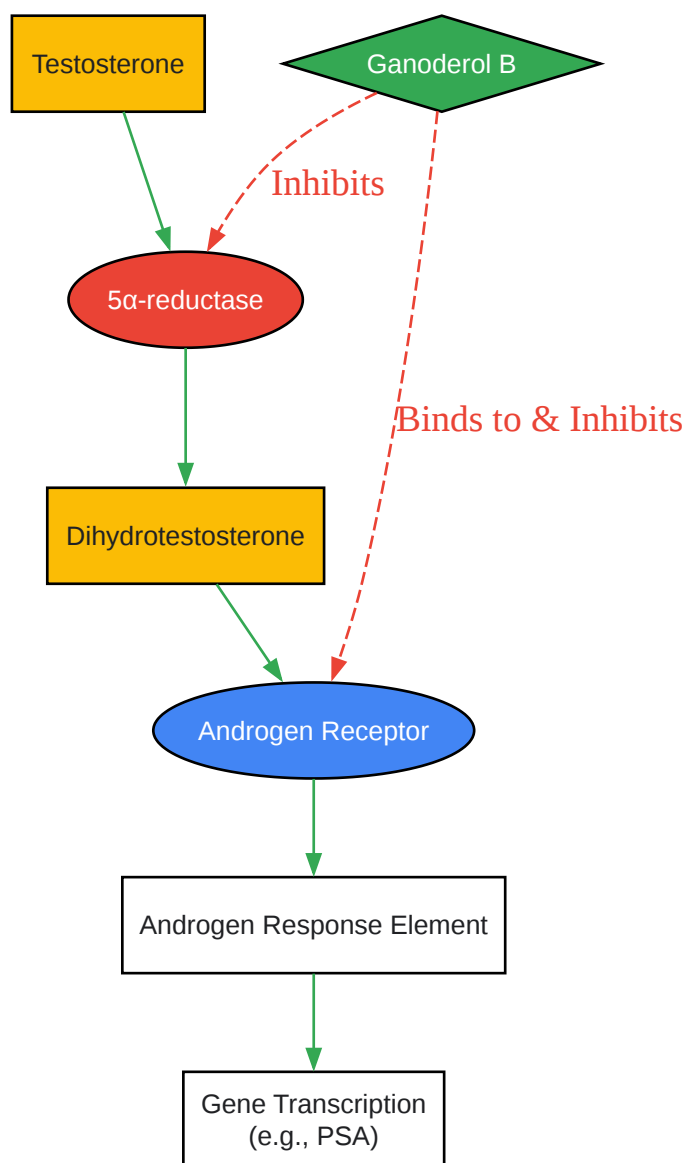 Testosterone
Ganoderol B
Inhibits
5α-reductase
Binds to & Inhibits
Dihydrotestosterone
Androgen Receptor
Androgen Response Element
Gene Transcription
(e.g., PSA)